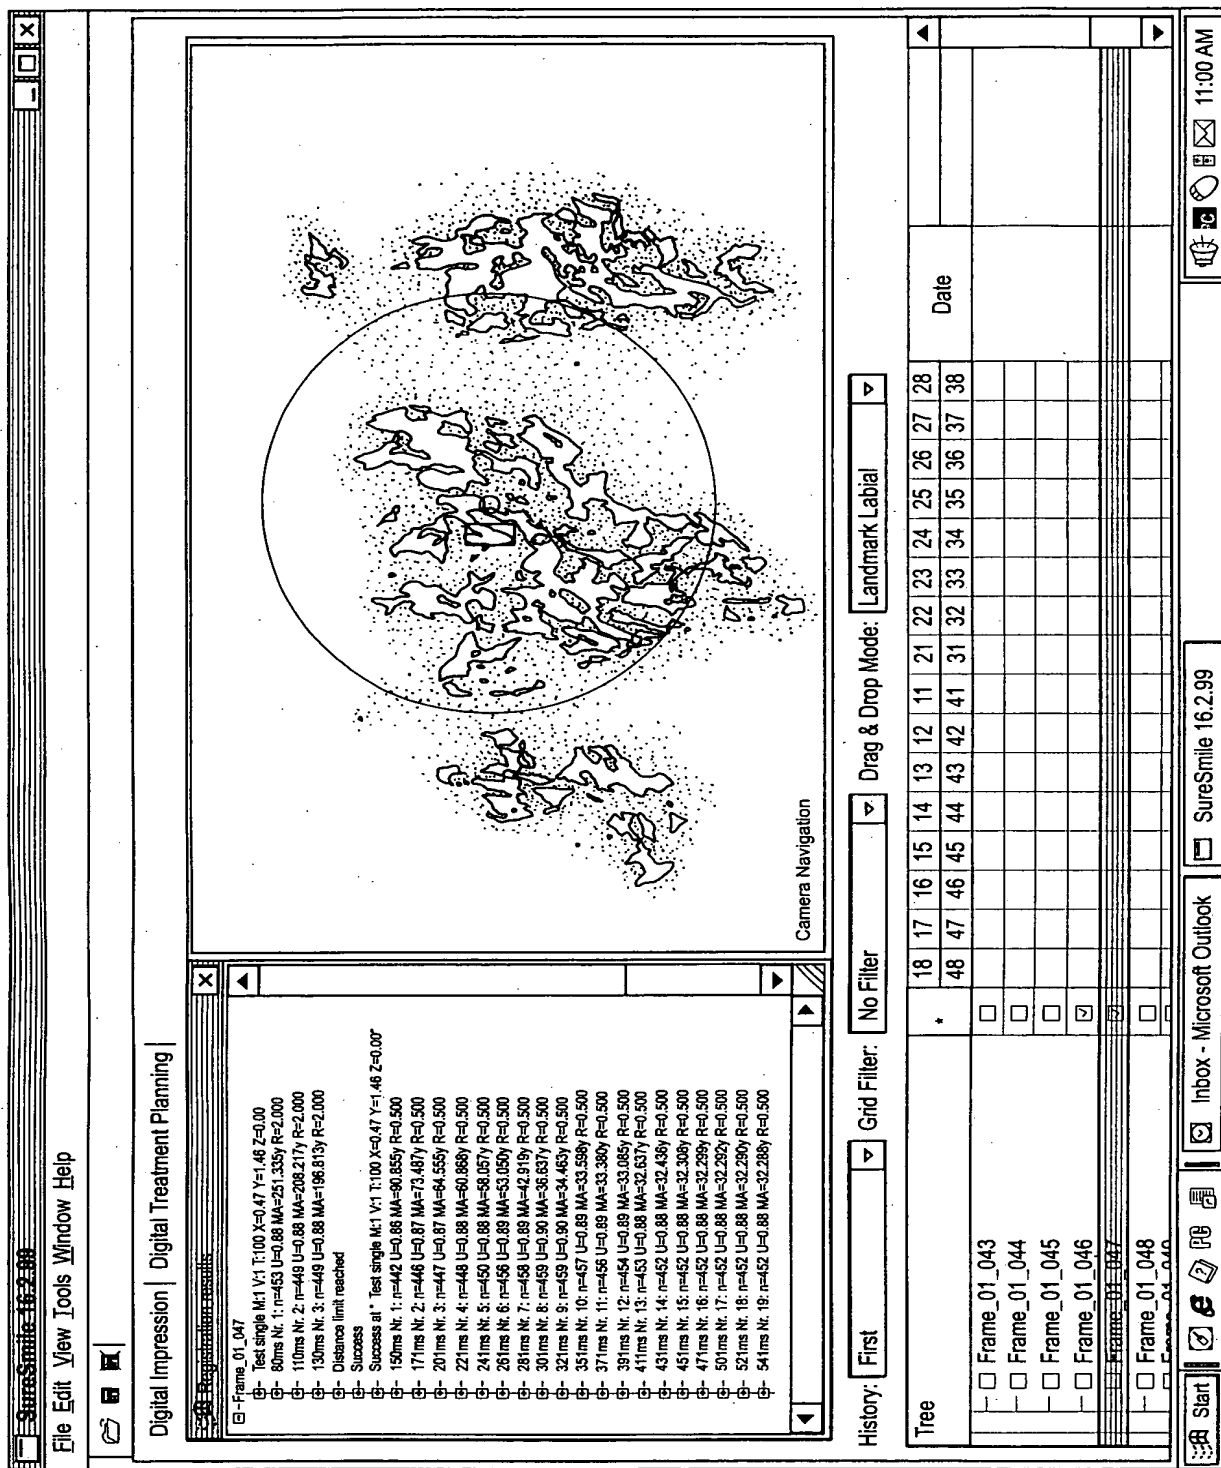 SureSmile 16.2.99
File Edit View Tools Window Help
Digital Impression | Digital Treatment Planning |
Registration results
Frame_01_047
Test single M:1 V:1 T:100 X=0.47 Y=1.46 Z=0.00
80ms Nr. 1: n=453 U=0.88 MA=251.335y R=2.000
110ms Nr. 2: n=449 U=0.88 MA=208.217y R=2.000
130ms Nr. 3: n=449 U=0.88 MA=196.813y R=2.000
Distance limit reached
Success
Success at * Test single M:1 V:1 T:100 X=0.47 Y=1.46 Z=0.00"
150ms Nr. 1: n=442 U=0.86 MA=90.855y R=0.500
171ms Nr. 2: n=446 U=0.87 MA=73.487y R=0.500
201ms Nr. 3: n=447 U=0.87 MA=64.555y R=0.500
221ms Nr. 4: n=448 U=0.88 MA=60.868y R=0.500
241ms Nr. 5: n=450 U=0.88 MA=58.057y R=0.500
261ms Nr. 6: n=456 U=0.89 MA=53.050y R=0.500
281ms Nr. 7: n=458 U=0.89 MA=42.919y R=0.500
301ms Nr. 8: n=459 U=0.90 MA=36.637y R=0.500
321ms Nr. 9: n=459 U=0.90 MA=34.463y R=0.500
351ms Nr. 10: n=457 U=0.89 MA=33.598y R=0.500
371ms Nr. 11: n=456 U=0.89 MA=33.380y R=0.500
391ms Nr. 12: n=454 U=0.89 MA=33.085y R=0.500
411ms Nr. 13: n=453 U=0.88 MA=32.637y R=0.500
431ms Nr. 14: n=452 U=0.88 MA=32.436y R=0.500
451ms Nr. 15: n=452 U=0.88 MA=32.308y R=0.500
471ms Nr. 16: n=452 U=0.88 MA=32.299y R=0.500
501ms Nr. 17: n=452 U=0.88 MA=32.292y R=0.500
521ms Nr. 18: n=452 U=0.88 MA=32.290y R=0.500
541ms Nr. 19: n=452 U=0.88 MA=32.288y R=0.500
Camera Navigation
History: First Grid Filter: No Filter Drag & Drop Mode: Landmark Labial
Tree * 18 17 16 15 14 13 12 11 21 22 23 24 25 26 27 28 Date
48 47 46 45 44 43 42 41 31 32 33 34 35 36 37 38
Frame_01_043
Frame_01_044
Frame_01_045
Frame_01_046
Frame_01_047
Frame_01_048
Frame_01_049
Start Inbox - Microsoft Outlook SureSmile 16.2.99 11:00 AM